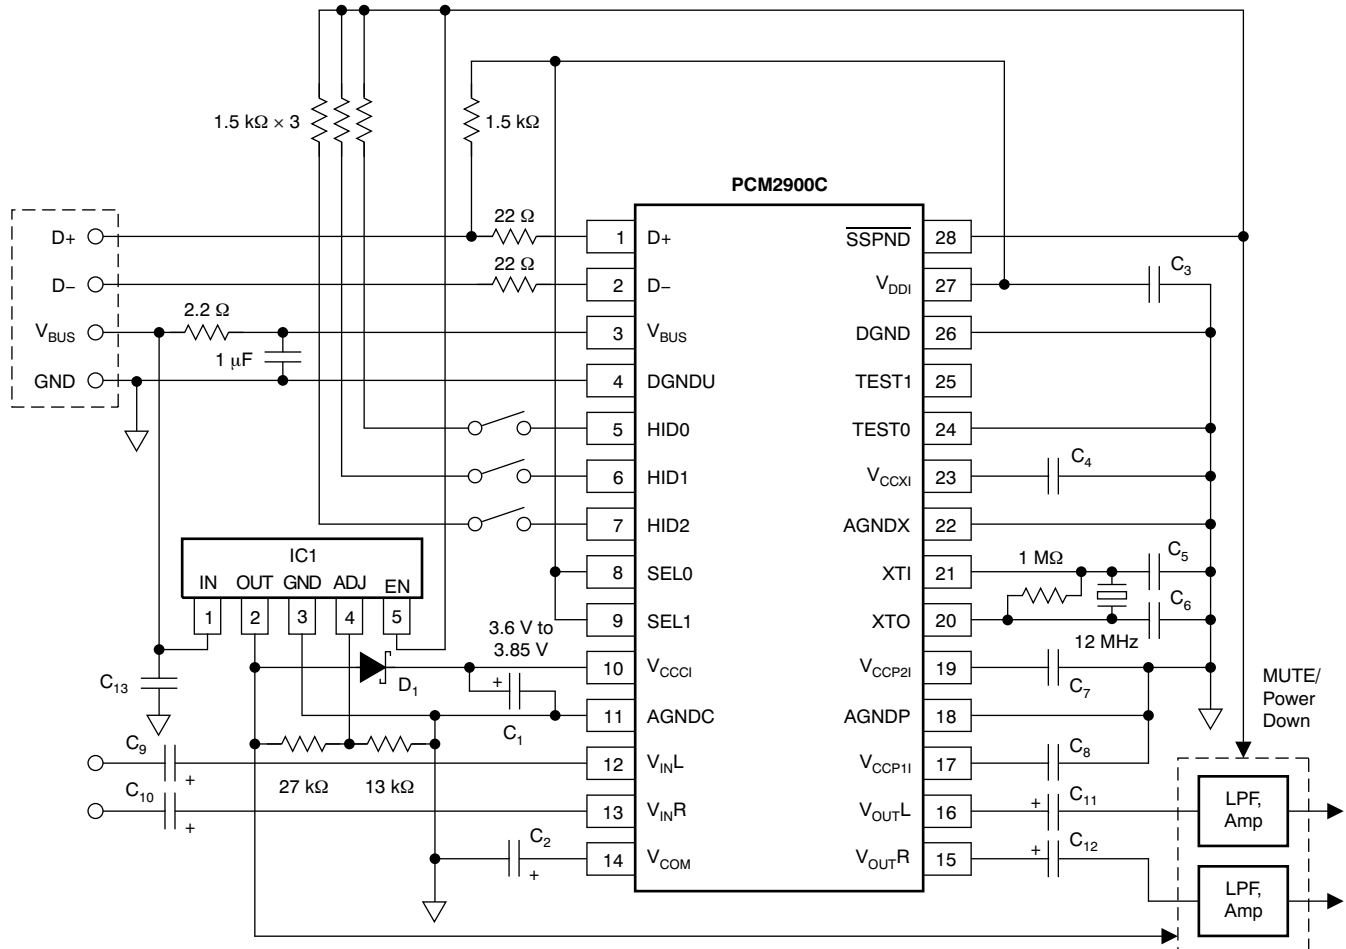 1.5 kΩ × 3
1.5 kΩ
PCM2900C
D+
D–
V_BUS
GND
22 Ω
22 Ω
2.2 Ω
1 μF
1 D+
2 D–
3 V_BUS
4 DGNDU
5 HID0
6 HID1
7 HID2
8 SEL0
9 SEL1
10 V_CCCI
11 AGNDC
12 V_INL
13 V_INR
14 V_COM
SSPND 28
V_DDI 27
DGND 26
TEST1 25
TEST0 24
V_CCXI 23
AGNDX 22
XTI 21
XTO 20
V_CCP2I 19
AGNDP 18
V_CCP1I 17
V_OUTL 16
V_OUTR 15
IC1
IN OUT GND ADJ EN
1 2 3 4 5
3.6 V to
3.85 V
D_1
+
C_1
C_13
C_9
+
C_10
+
27 kΩ
13 kΩ
C_2
+
C_3
C_4
1 MΩ
C_5
C_6
12 MHz
C_7
C_8
+ C_11
+ C_12
MUTE/
Power
Down
LPF,
Amp
LPF,
Amp